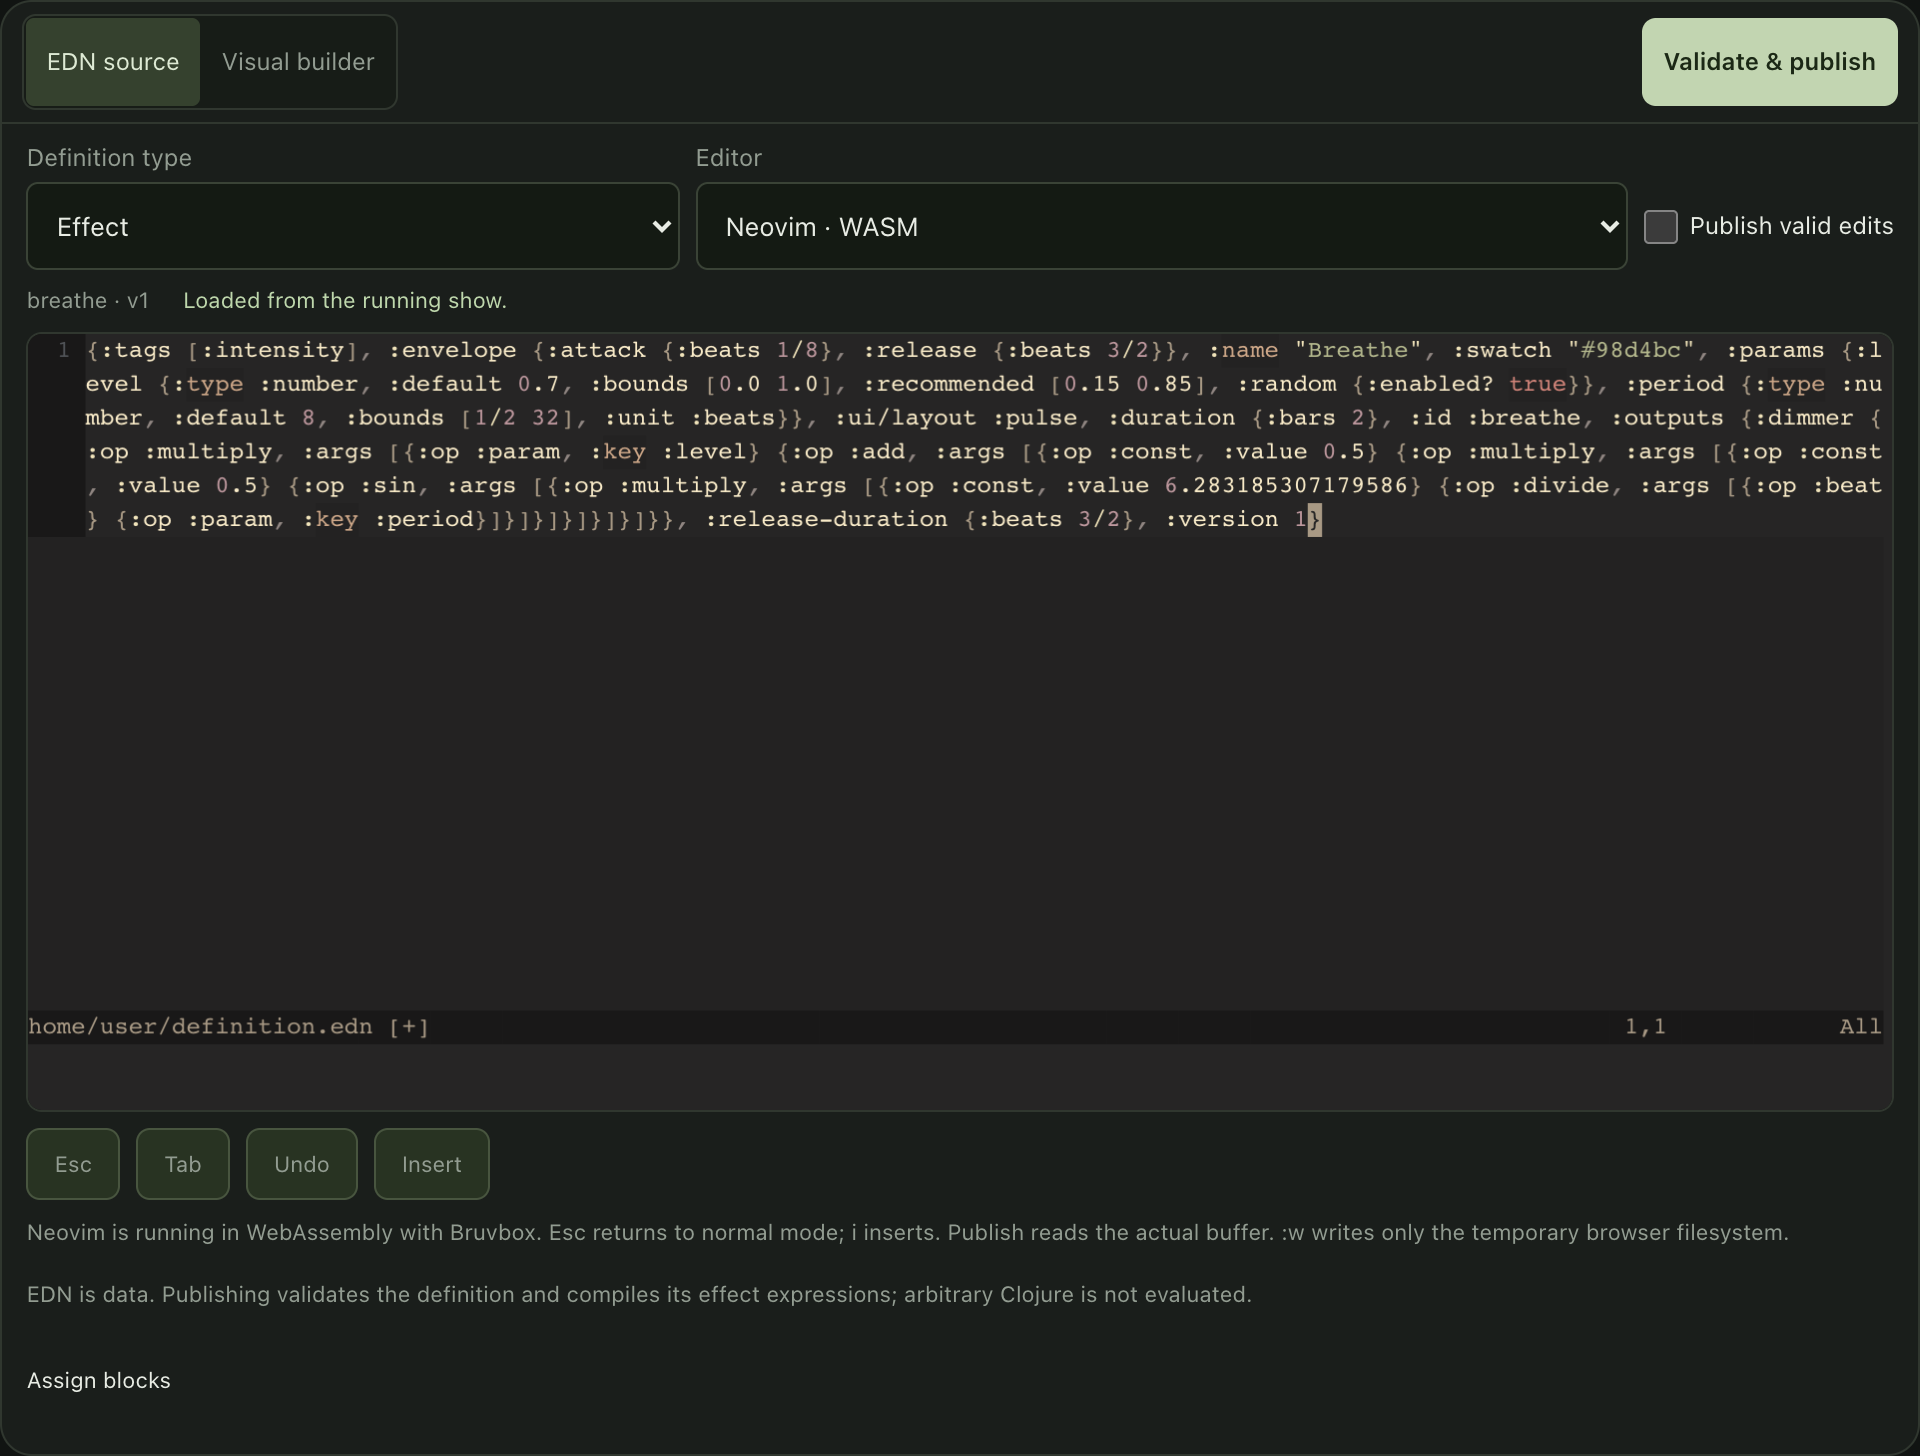 EDN source Visual builder Validate & publish
Definition type Editor
Effect Neovim · WASM Publish valid edits
breathe · v1 Loaded from the running show.
1 {:tags [:intensity], :envelope {:attack {:beats 1/8}, :release {:beats 3/2}}, :name "Breathe", :swatch "#98d4bc", :params {:l
evel {:type :number, :default 0.7, :bounds [0.0 1.0], :recommended [0.15 0.85], :random {:enabled? true}}, :period {:type :nu
mber, :default 8, :bounds [1/2 32], :unit :beats}}, :ui/layout :pulse, :duration {:bars 2}, :id :breathe, :outputs {:dimmer {
:op :multiply, :args [{:op :param, :key :level} {:op :add, :args [{:op :const, :value 0.5} {:op :multiply, :args [{:op :const
, :value 0.5} {:op :sin, :args [{:op :multiply, :args [{:op :const, :value 6.283185307179586} {:op :divide, :args [{:op :beat
} {:op :param, :key :period}]}]}]}]}]}]}}, :release-duration {:beats 3/2}, :version 1}
home/user/definition.edn [+] 1,1 All
Esc Tab Undo Insert
Neovim is running in WebAssembly with Bruvbox. Esc returns to normal mode; i inserts. Publish reads the actual buffer. :w writes only the temporary browser filesystem.
EDN is data. Publishing validates the definition and compiles its effect expressions; arbitrary Clojure is not evaluated.
Assign blocks